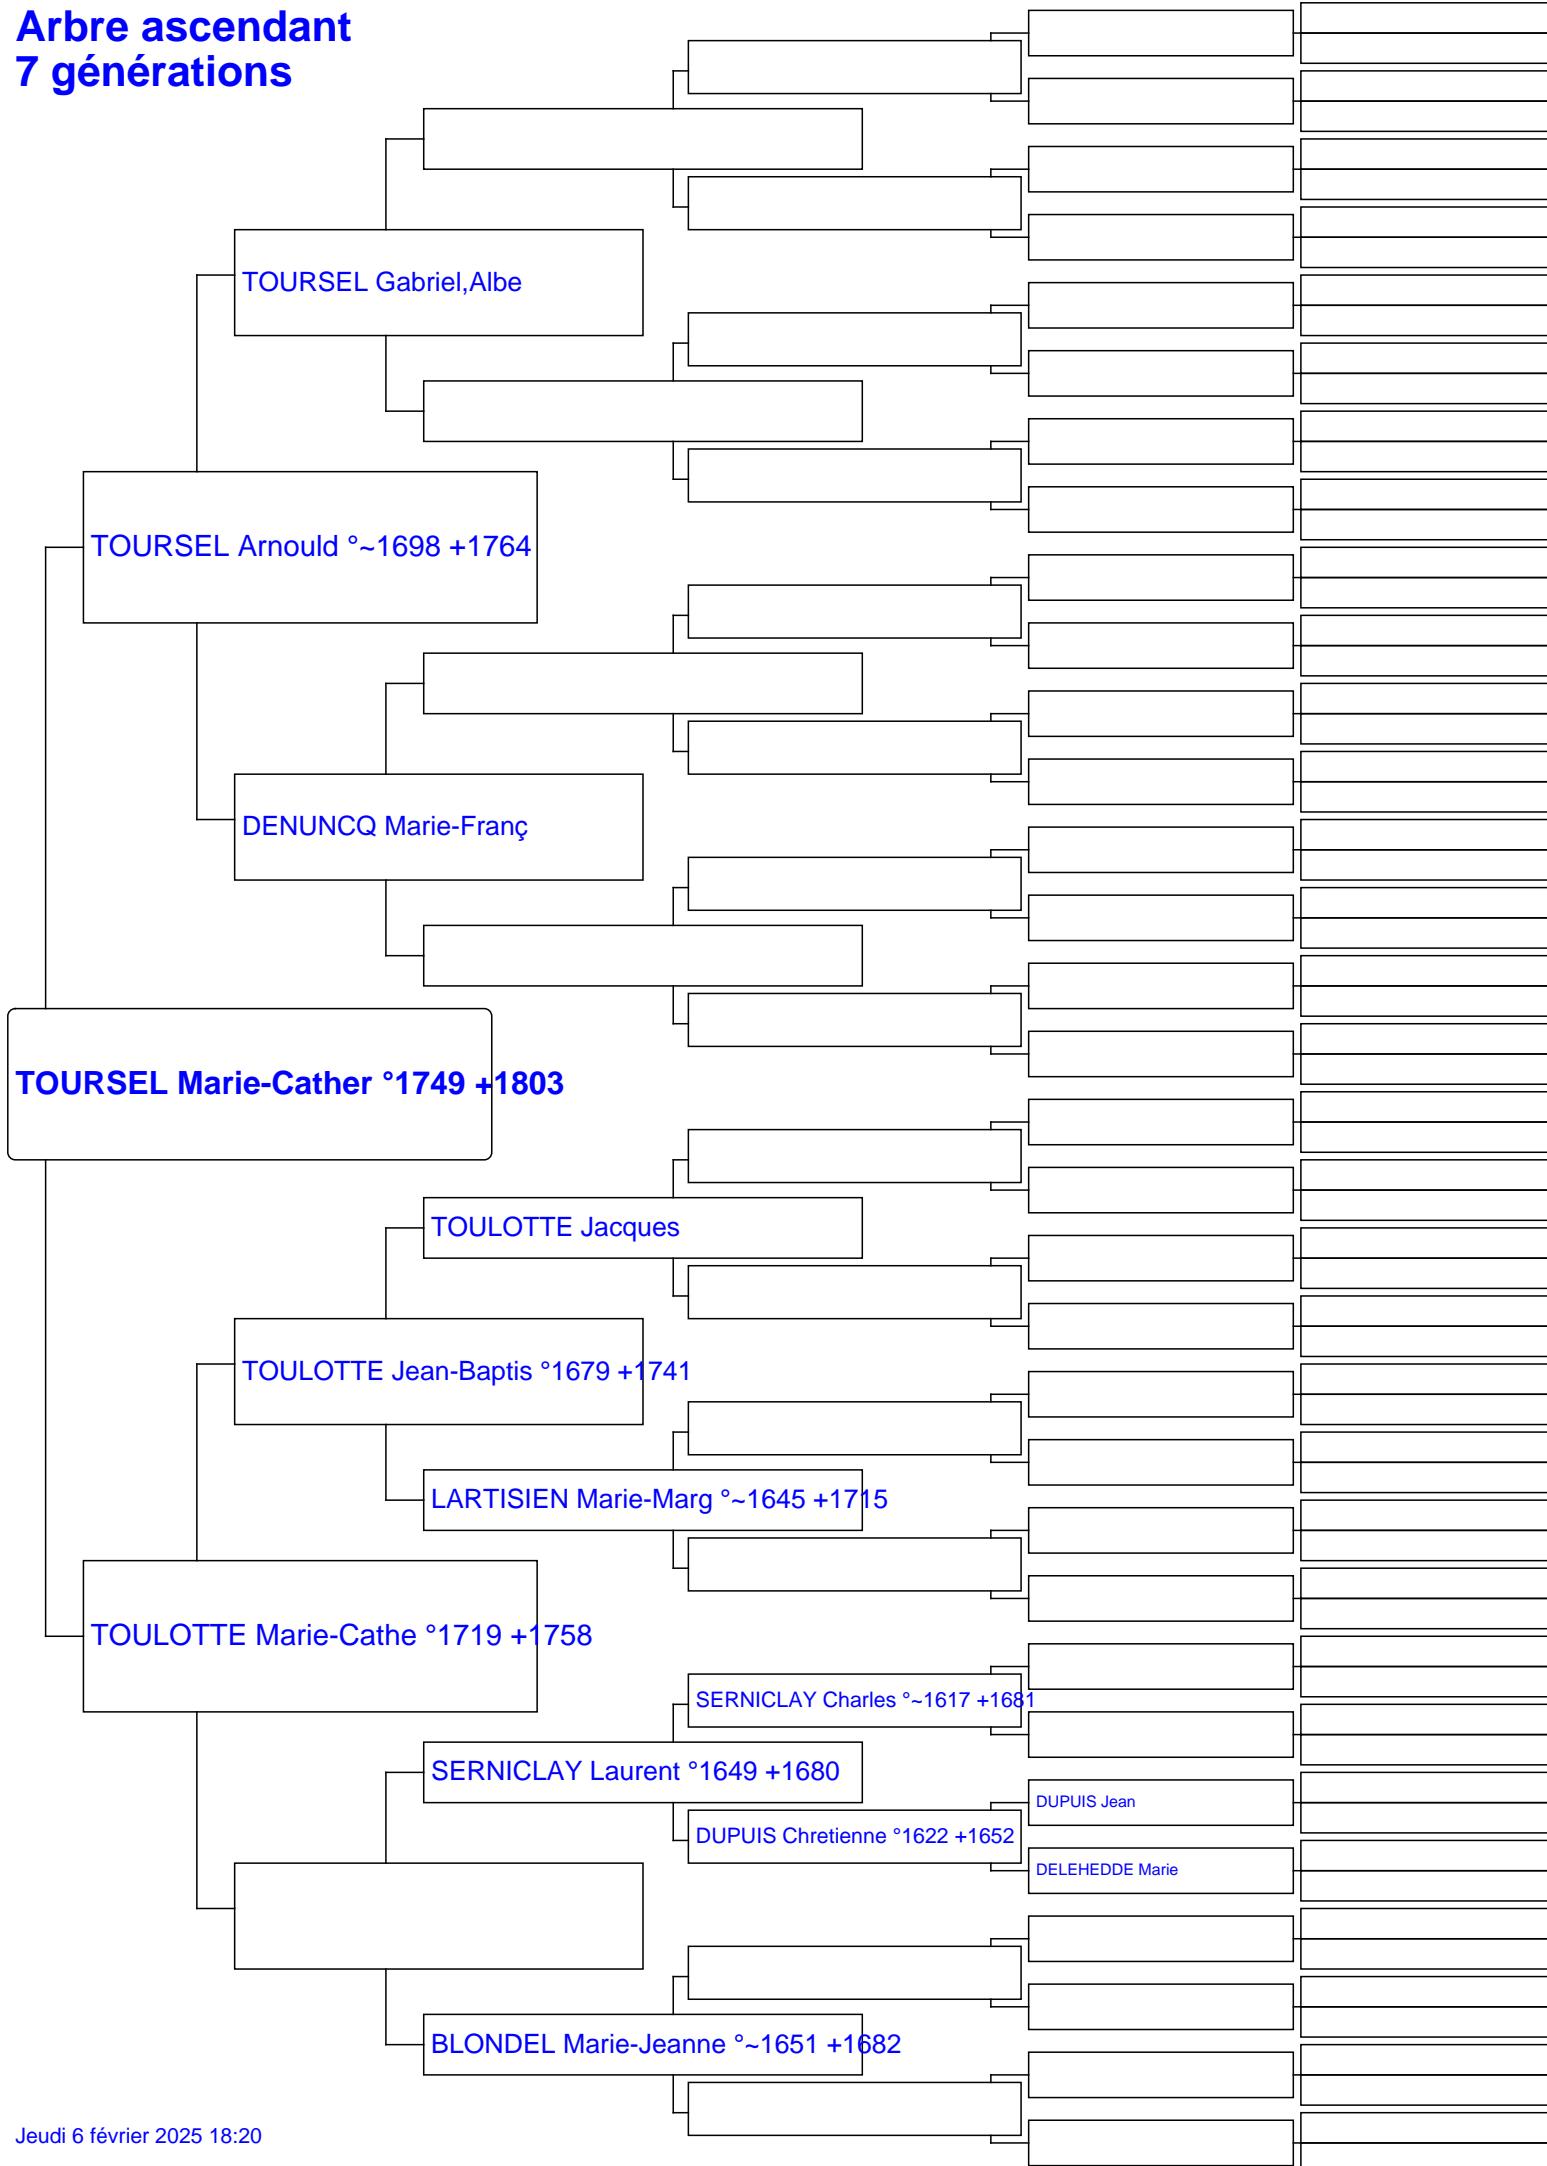 Arbre ascendant
7 générations
TOURSEL Gabriel,Albe
TOURSEL Arnould °~1698 +1764
DENUNCQ Marie-Franç
TOURSEL Marie-Cather °1749 +1803
TOULOTTE Jacques
TOULOTTE Jean-Baptis °1679 +1741
LARTISIEN Marie-Marg °~1645 +1715
TOULOTTE Marie-Cathe °1719 +1758
SERNICLAY Charles °~1617 +1681
SERNICLAY Laurent °1649 +1680
DUPUIS Jean
DUPUIS Chretienne °1622 +1652
DELEHEDDE Marie
BLONDEL Marie-Jeanne °~1651 +1682
Jeudi 6 février 2025 18:20